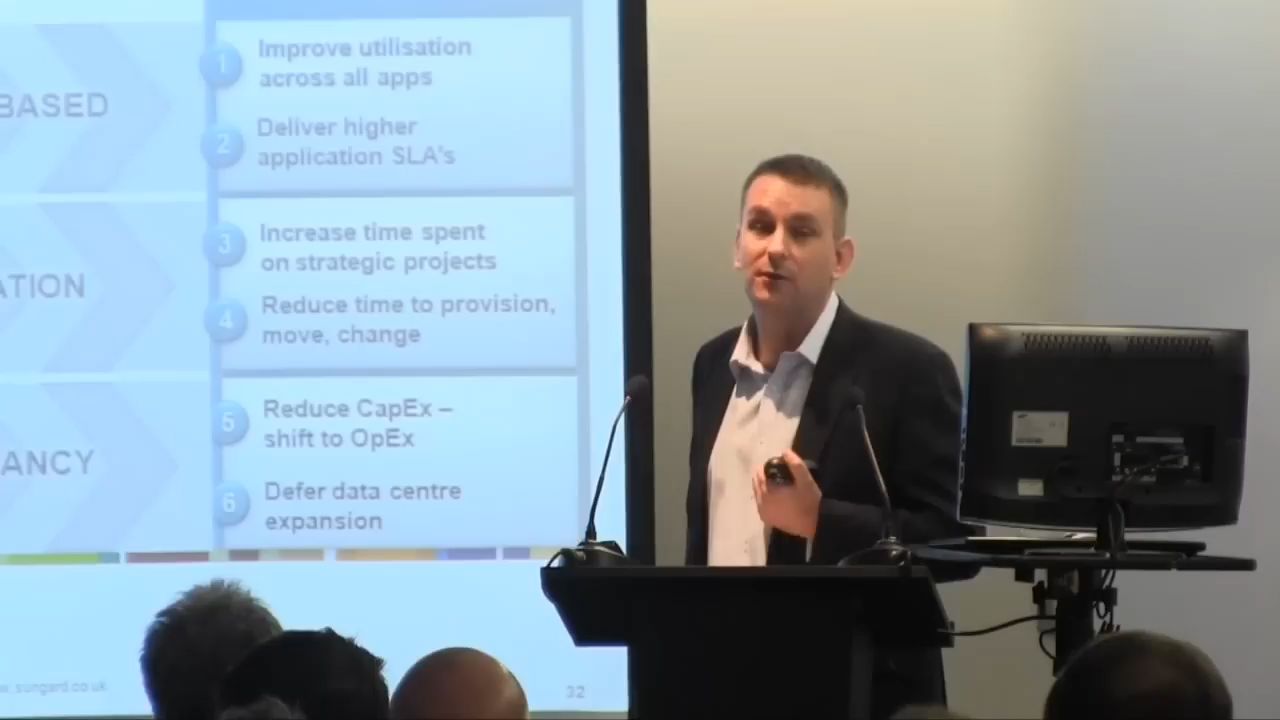 1
Improve utilisation
across all apps
BASED
2
Deliver higher
application SLA's
3
Increase time spent
on strategic projects
ATION
4
Reduce time to provision,
move, change
5
Reduce CapEx –
shift to OpEx
ANCY
6
Defer data centre
expansion
.sungard.co.uk
32